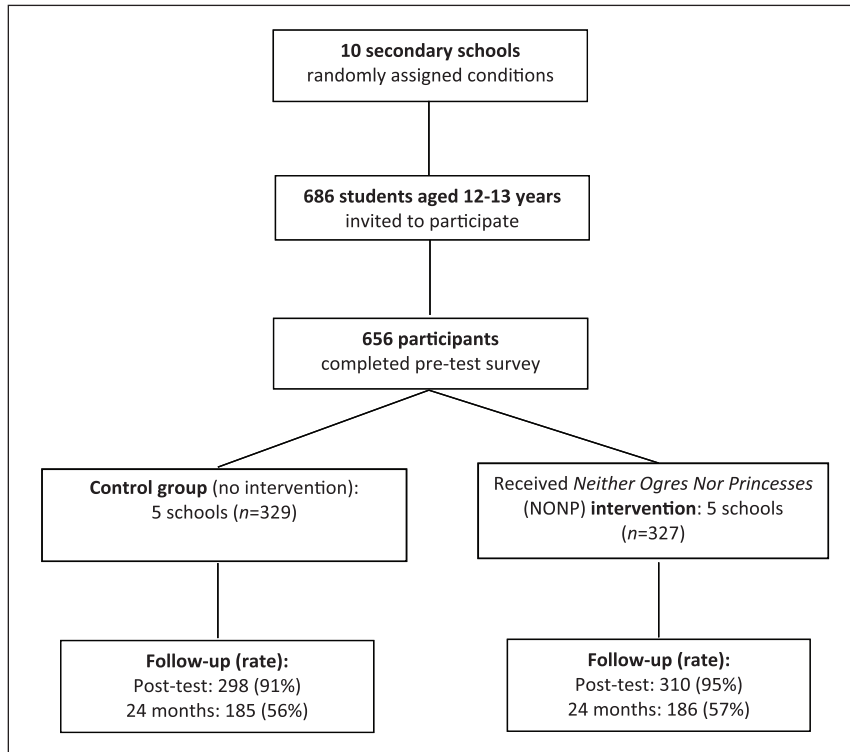 10 secondary schools
randomly assigned conditions
686 students aged 12-13 years
invited to participate
656 participants
completed pre-test survey
Control group (no intervention):
5 schools (n=329)
Received Neither Ogres Nor Princesses
(NONP) intervention: 5 schools
(n=327)
Follow-up (rate):
Post-test: 298 (91%)
24 months: 185 (56%)
Follow-up (rate):
Post-test: 310 (95%)
24 months: 186 (57%)